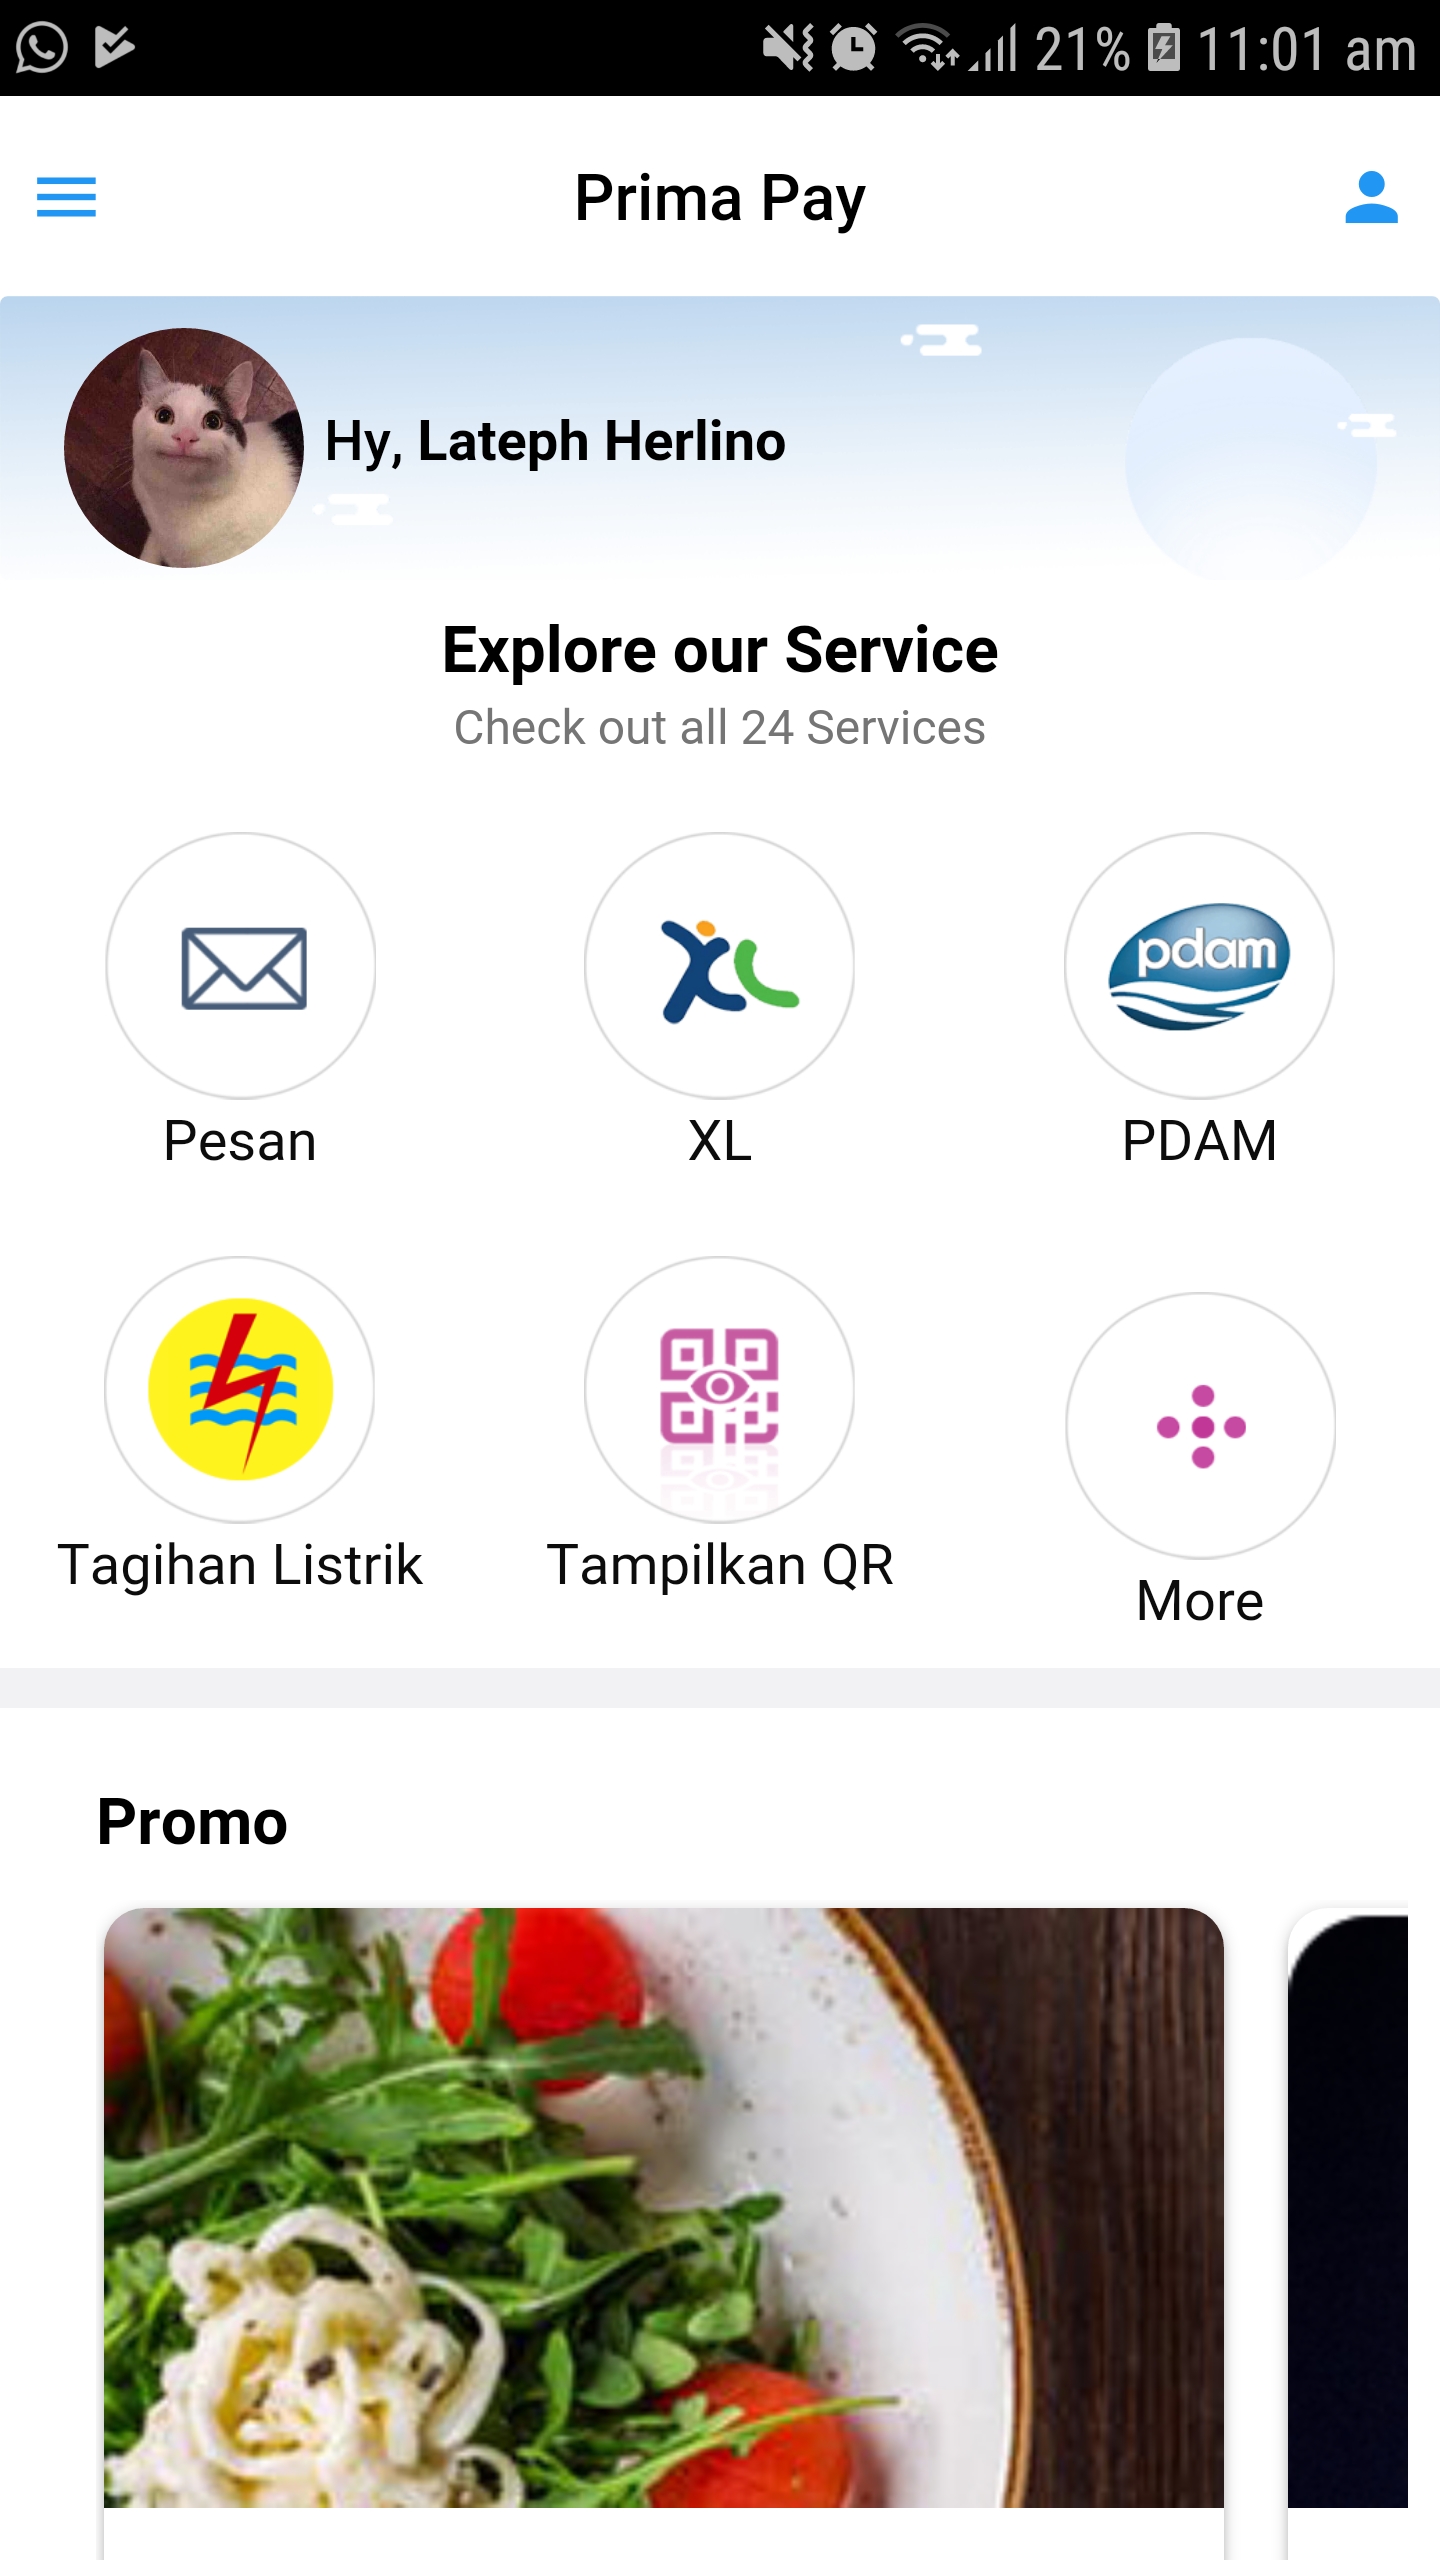 21% 11:01 am
Prima Pay
Hy, Lateph Herlino
Explore our Service
Check out all 24 Services
XL pdam
Pesan XL PDAM
Tagihan Listrik Tampilkan QR More
Promo